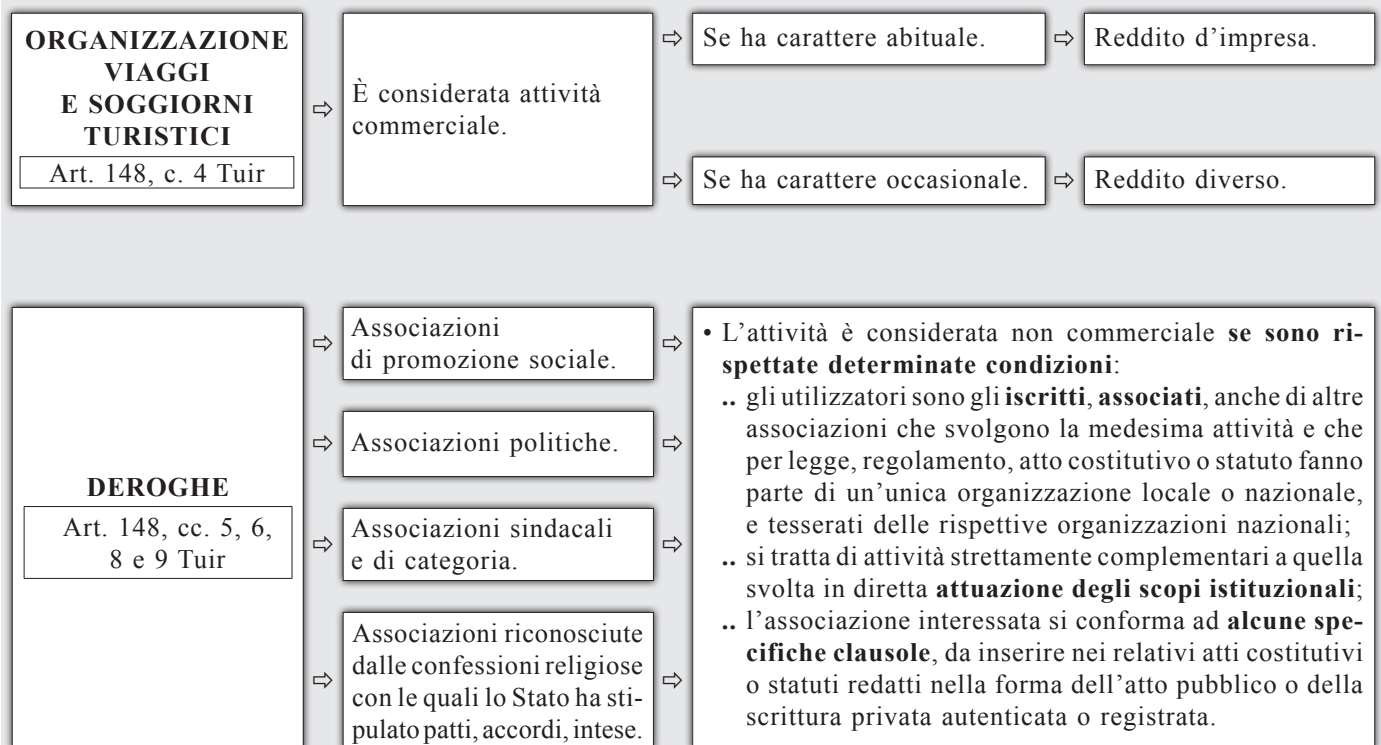 ORGANIZZAZIONE
VIAGGI
E SOGGIORNI
TURISTICI
Art. 148, c. 4 Tuir
⇨
È considerata attività
commerciale.
⇨ Se ha carattere abituale. ⇨ Reddito d’impresa.
⇨ Se ha carattere occasionale. ⇨ Reddito diverso.
DEROGHE
Art. 148, cc. 5, 6,
8 e 9 Tuir
⇨ Associazioni
di promozione sociale. ⇨
⇨ Associazioni politiche. ⇨
⇨ Associazioni sindacali
e di categoria. ⇨
⇨ Associazioni riconosciute
dalle confessioni religiose
con le quali lo Stato ha sti-
pulato patti, accordi, intese. ⇨
• L’attività è considerata non commerciale se sono ri-
spettate determinate condizioni:
.. gli utilizzatori sono gli iscritti, associati, anche di altre
associazioni che svolgono la medesima attività e che
per legge, regolamento, atto costitutivo o statuto fanno
parte di un’unica organizzazione locale o nazionale,
e tesserati delle rispettive organizzazioni nazionali;
.. si tratta di attività strettamente complementari a quella
svolta in diretta attuazione degli scopi istituzionali;
.. l’associazione interessata si conforma ad alcune spe-
cifiche clausole, da inserire nei relativi atti costitutivi
o statuti redatti nella forma dell’atto pubblico o della
scrittura privata autenticata o registrata.